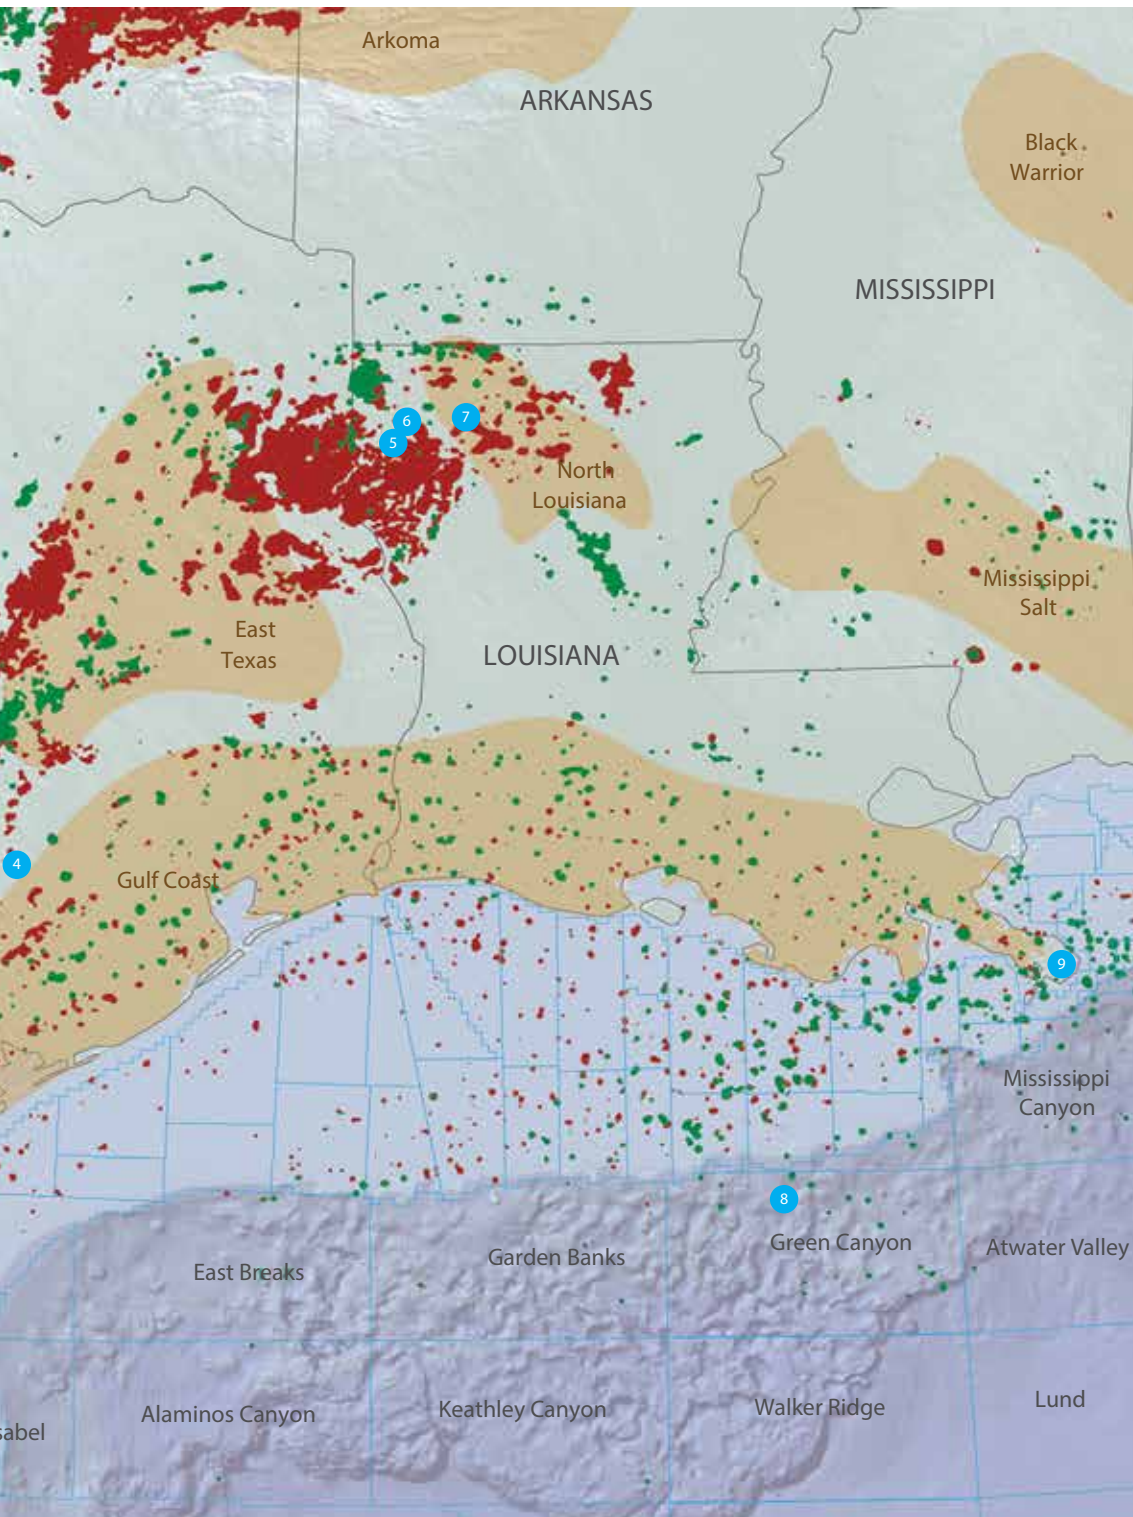 Arkoma
ARKANSAS
Black
Warrior
MISSISSIPPI
6
7
5
North
Louisiana
Mississippi
Salt
East
Texas
LOUISIANA
4
Gulf Coast
9
Mississippi
Canyon
8
Green Canyon
Atwater Valley
Garden Banks
East Breaks
Alaminos Canyon
Keathley Canyon
Walker Ridge
Lund
sabel